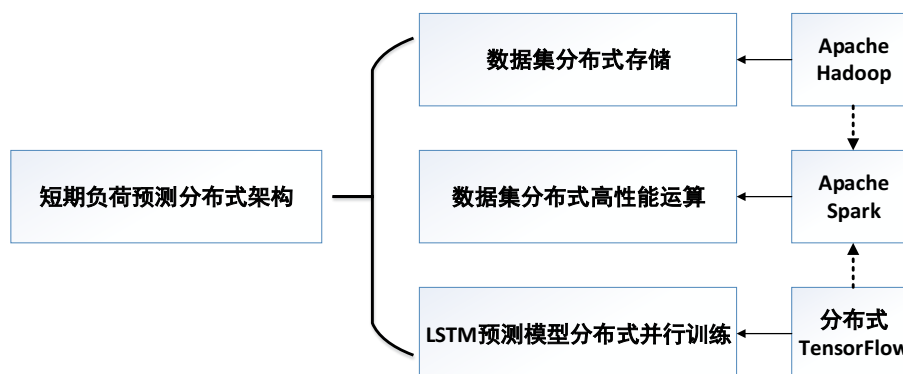 数据集分布式存储
Apache
Hadoop
短期负荷预测分布式架构
数据集分布式高性能运算
Apache
Spark
LSTM预测模型分布式并行训练
分布式
TensorFlow